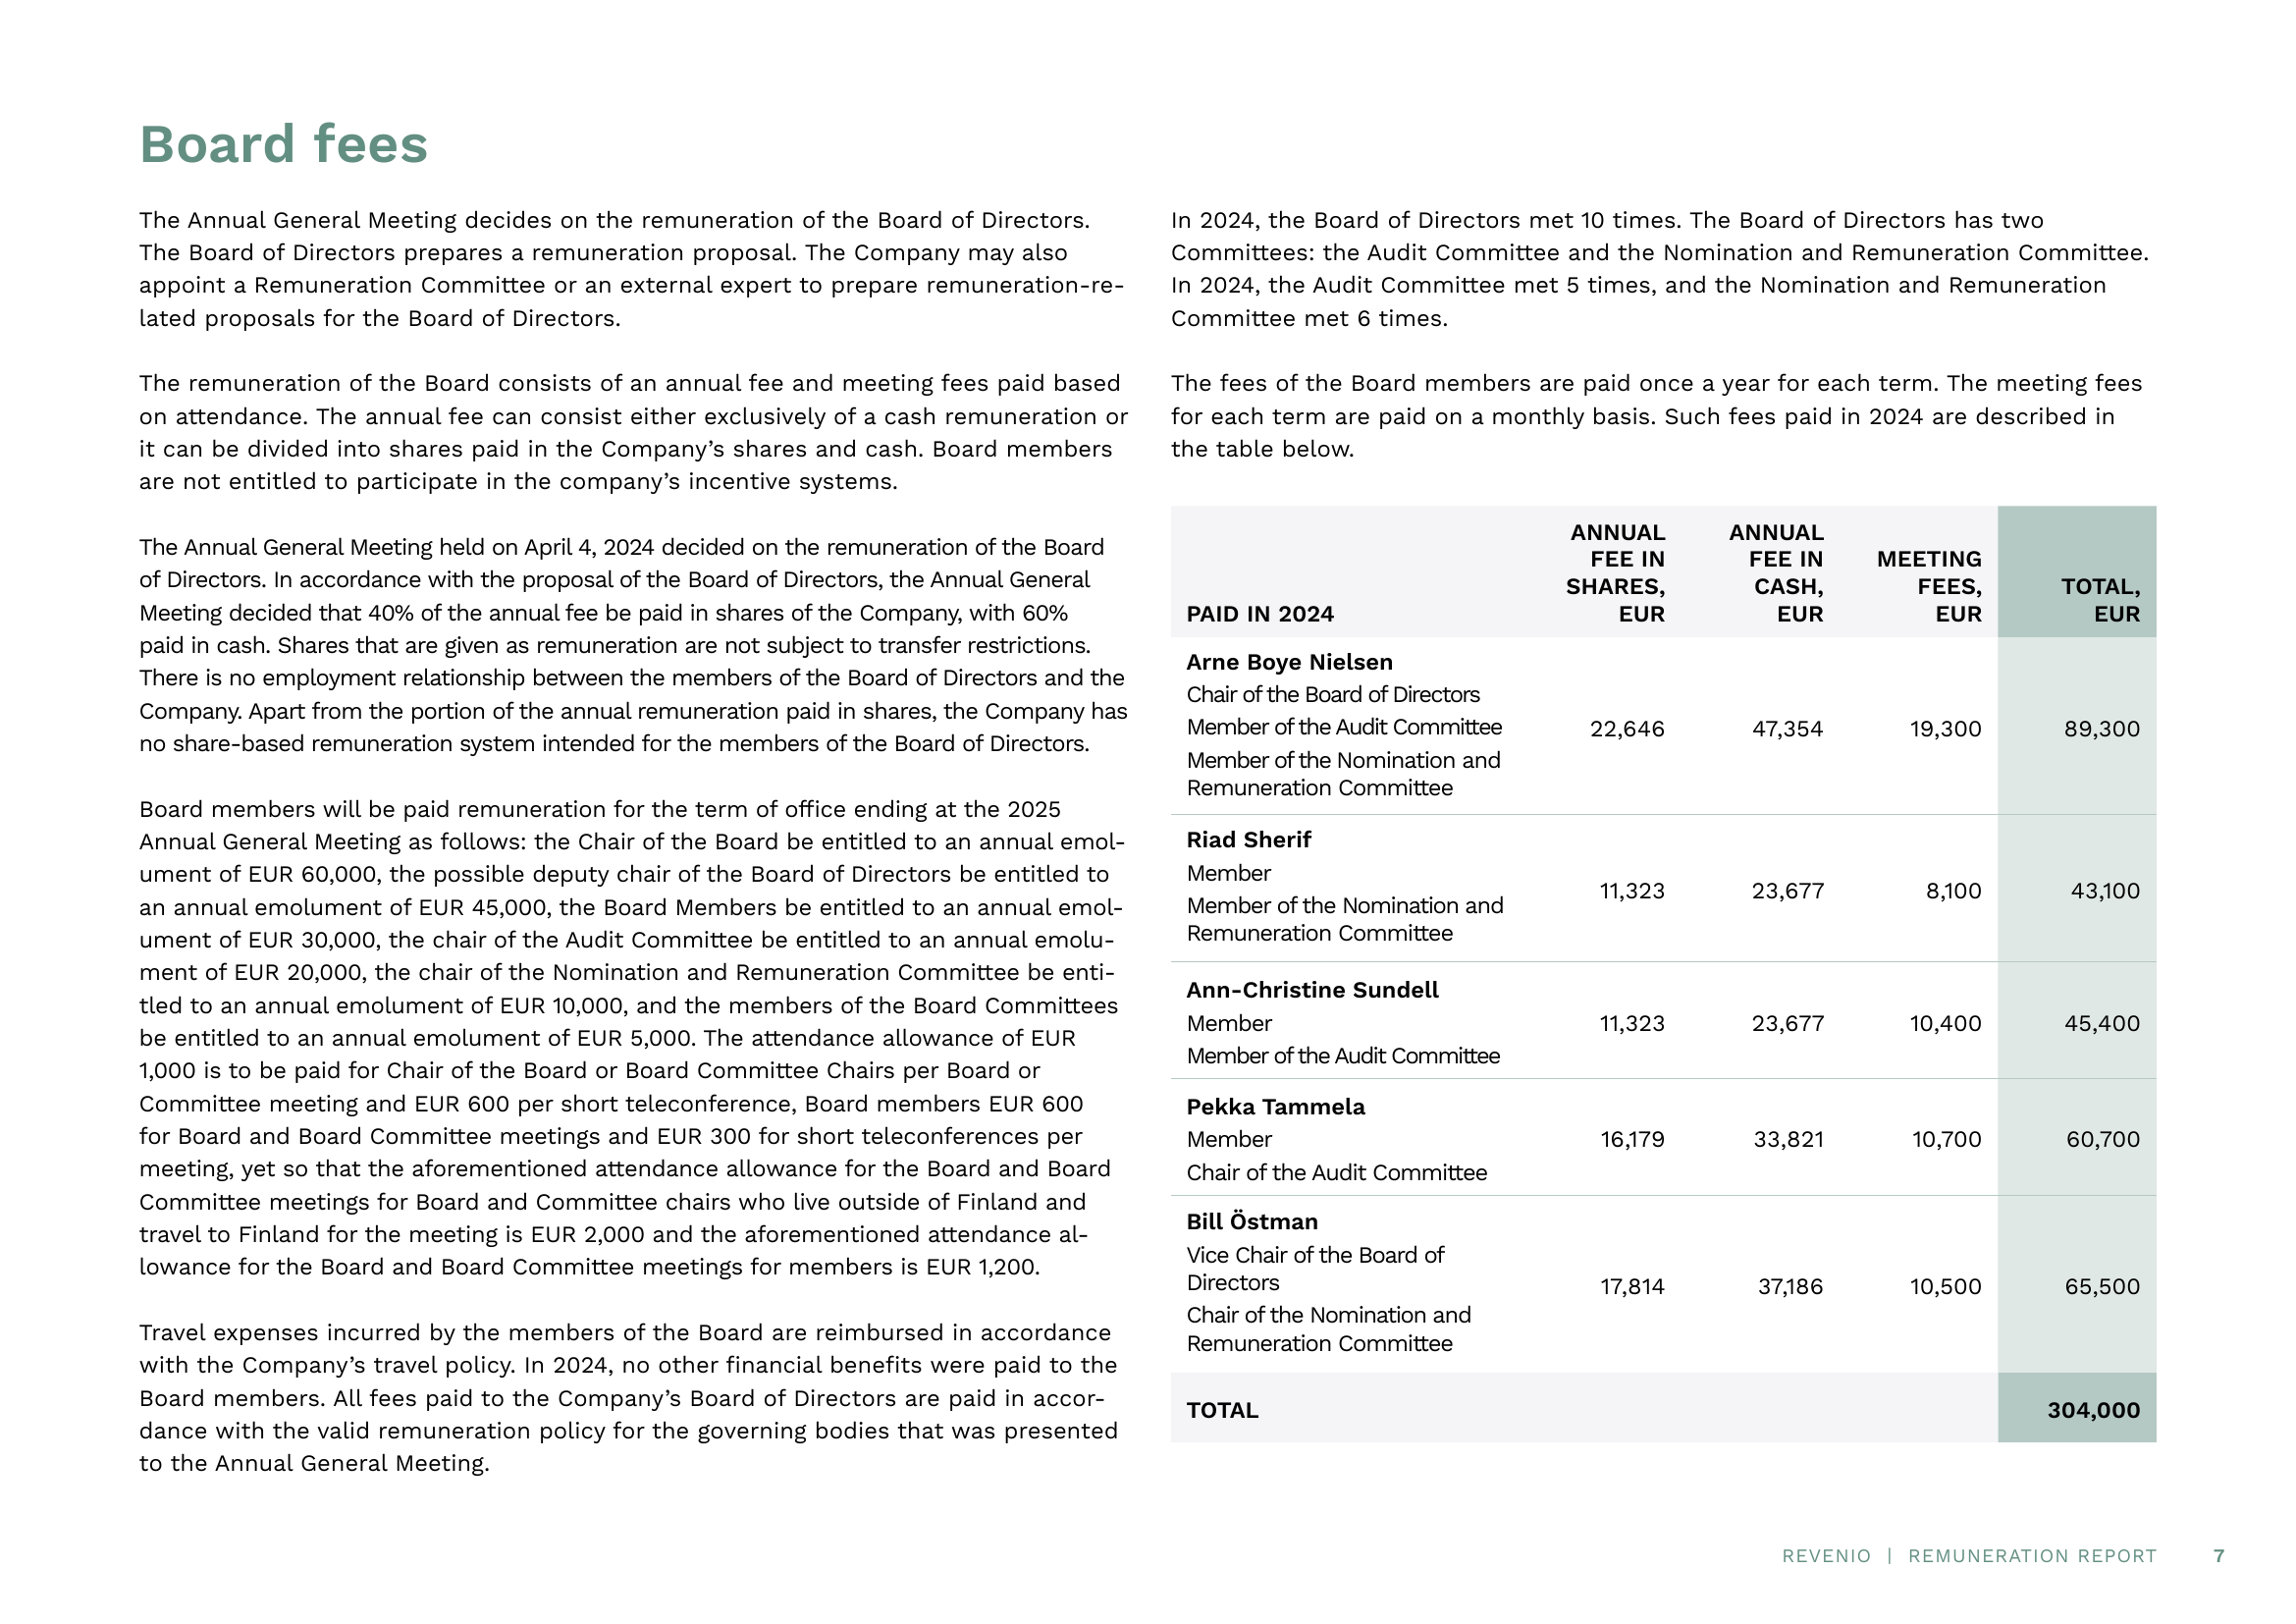 Board fees
The Annual General Meeting decides on the remuneration of the Board of Directors.
The Board of Directors prepares a remuneration proposal. The Company may also
appoint a Remuneration Committee or an external expert to prepare remuneration-re-
lated proposals for the Board of Directors.
The remuneration of the Board consists of an annual fee and meeting fees paid based
on attendance. The annual fee can consist either exclusively of a cash remuneration or
it can be divided into shares paid in the Company’s shares and cash. Board members
are not entitled to participate in the company’s incentive systems.
The Annual General Meeting held on April 4, 2024 decided on the remuneration of the Board
of Directors. In accordance with the proposal of the Board of Directors, the Annual General
Meeting decided that 40% of the annual fee be paid in shares of the Company, with 60%
paid in cash. Shares that are given as remuneration are not subject to transfer restrictions.
There is no employment relationship between the members of the Board of Directors and the
Company. Apart from the portion of the annual remuneration paid in shares, the Company has
no share-based remuneration system intended for the members of the Board of Directors.
Board members will be paid remuneration for the term of office ending at the 2025
Annual General Meeting as follows: the Chair of the Board be entitled to an annual emol-
ument of EUR 60,000, the possible deputy chair of the Board of Directors be entitled to
an annual emolument of EUR 45,000, the Board Members be entitled to an annual emol-
ument of EUR 30,000, the chair of the Audit Committee be entitled to an annual emolu-
ment of EUR 20,000, the chair of the Nomination and Remuneration Committee be enti-
tled to an annual emolument of EUR 10,000, and the members of the Board Committees
be entitled to an annual emolument of EUR 5,000. The attendance allowance of EUR
1,000 is to be paid for Chair of the Board or Board Committee Chairs per Board or
Committee meeting and EUR 600 per short teleconference, Board members EUR 600
for Board and Board Committee meetings and EUR 300 for short teleconferences per
meeting, yet so that the aforementioned attendance allowance for the Board and Board
Committee meetings for Board and Committee chairs who live outside of Finland and
travel to Finland for the meeting is EUR 2,000 and the aforementioned attendance al-
lowance for the Board and Board Committee meetings for members is EUR 1,200.
Travel expenses incurred by the members of the Board are reimbursed in accordance
with the Company’s travel policy. In 2024, no other financial benefits were paid to the
Board members. All fees paid to the Company’s Board of Directors are paid in accor-
dance with the valid remuneration policy for the governing bodies that was presented
to the Annual General Meeting.
In 2024, the Board of Directors met 10 times. The Board of Directors has two
Committees: the Audit Committee and the Nomination and Remuneration Committee.
In 2024, the Audit Committee met 5 times, and the Nomination and Remuneration
Committee met 6 times.
The fees of the Board members are paid once a year for each term. The meeting fees
for each term are paid on a monthly basis. Such fees paid in 2024 are described in
the table below.
PAID IN 2024 ANNUAL FEE IN SHARES, EUR ANNUAL FEE IN CASH, EUR MEETING FEES, EUR TOTAL, EUR
Arne Boye Nielsen
Chair of the Board of Directors
Member of the Audit Committee 22,646 47,354 19,300 89,300
Member of the Nomination and
Remuneration Committee
Riad Sherif
Member
11,323 23,677 8,100 43,100
Member of the Nomination and
Remuneration Committee
Ann-Christine Sundell
Member 11,323 23,677 10,400 45,400
Member of the Audit Committee
Pekka Tammela
Member 16,179 33,821 10,700 60,700
Chair of the Audit Committee
Bill Östman
Vice Chair of the Board of
Directors 17,814 37,186 10,500 65,500
Chair of the Nomination and
Remuneration Committee
TOTAL 304,000
REVENIO | REMUNERATION REPORT 7